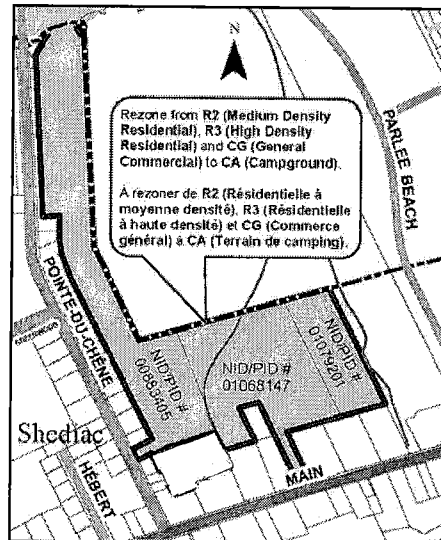 N
Rezone from R2 (Medium Density
Residential), R3 (High Density
Residential) and CG (General
Commercial) to CA (Campground).
À rezoner de R2 (Résidentielle à
moyenne densité), R3 (Résidentielle
à haute densité) et CG (Commerce
général) à CA (Terrain de camping).
PARLEE BEACH
POINTE-DU-CHÊNE
NID/PID #
00883405
NID/PID #
01068147
NID/PID #
01079201
Shediac
HÉBERT
MAIN